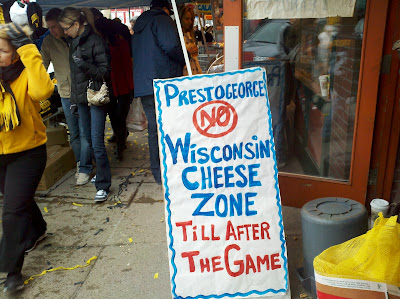 PRESTOGEORGE
NO
WISCONSIN
CHEESE
ZONE
TILL AFTER
THE GAME